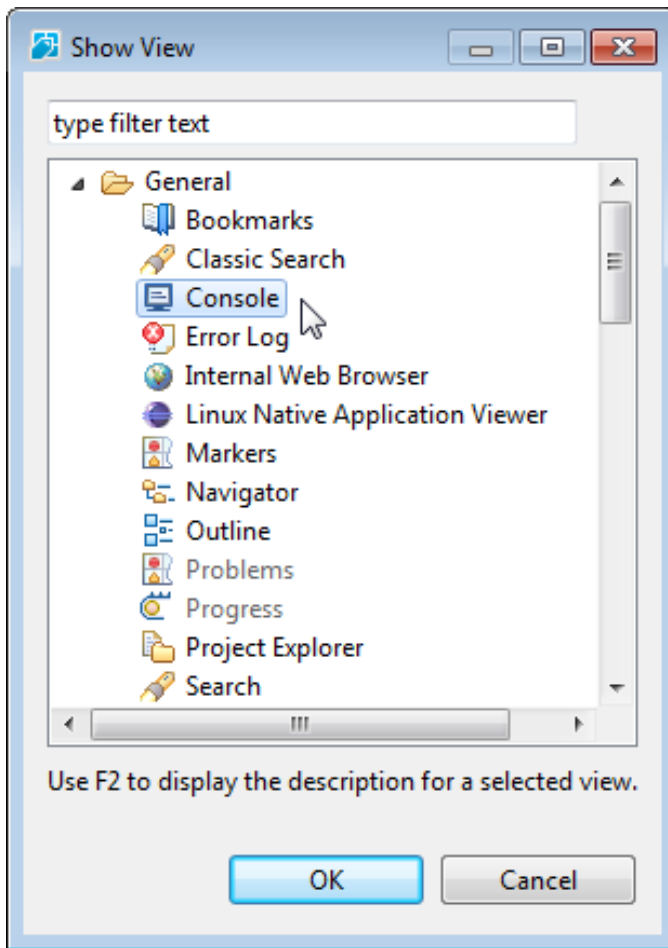 Show View
type filter text
General
Bookmarks
Classic Search
Console
Error Log
Internal Web Browser
Linux Native Application Viewer
Markers
Navigator
Outline
Problems
Progress
Project Explorer
Search
Use F2 to display the description for a selected view.
OK Cancel